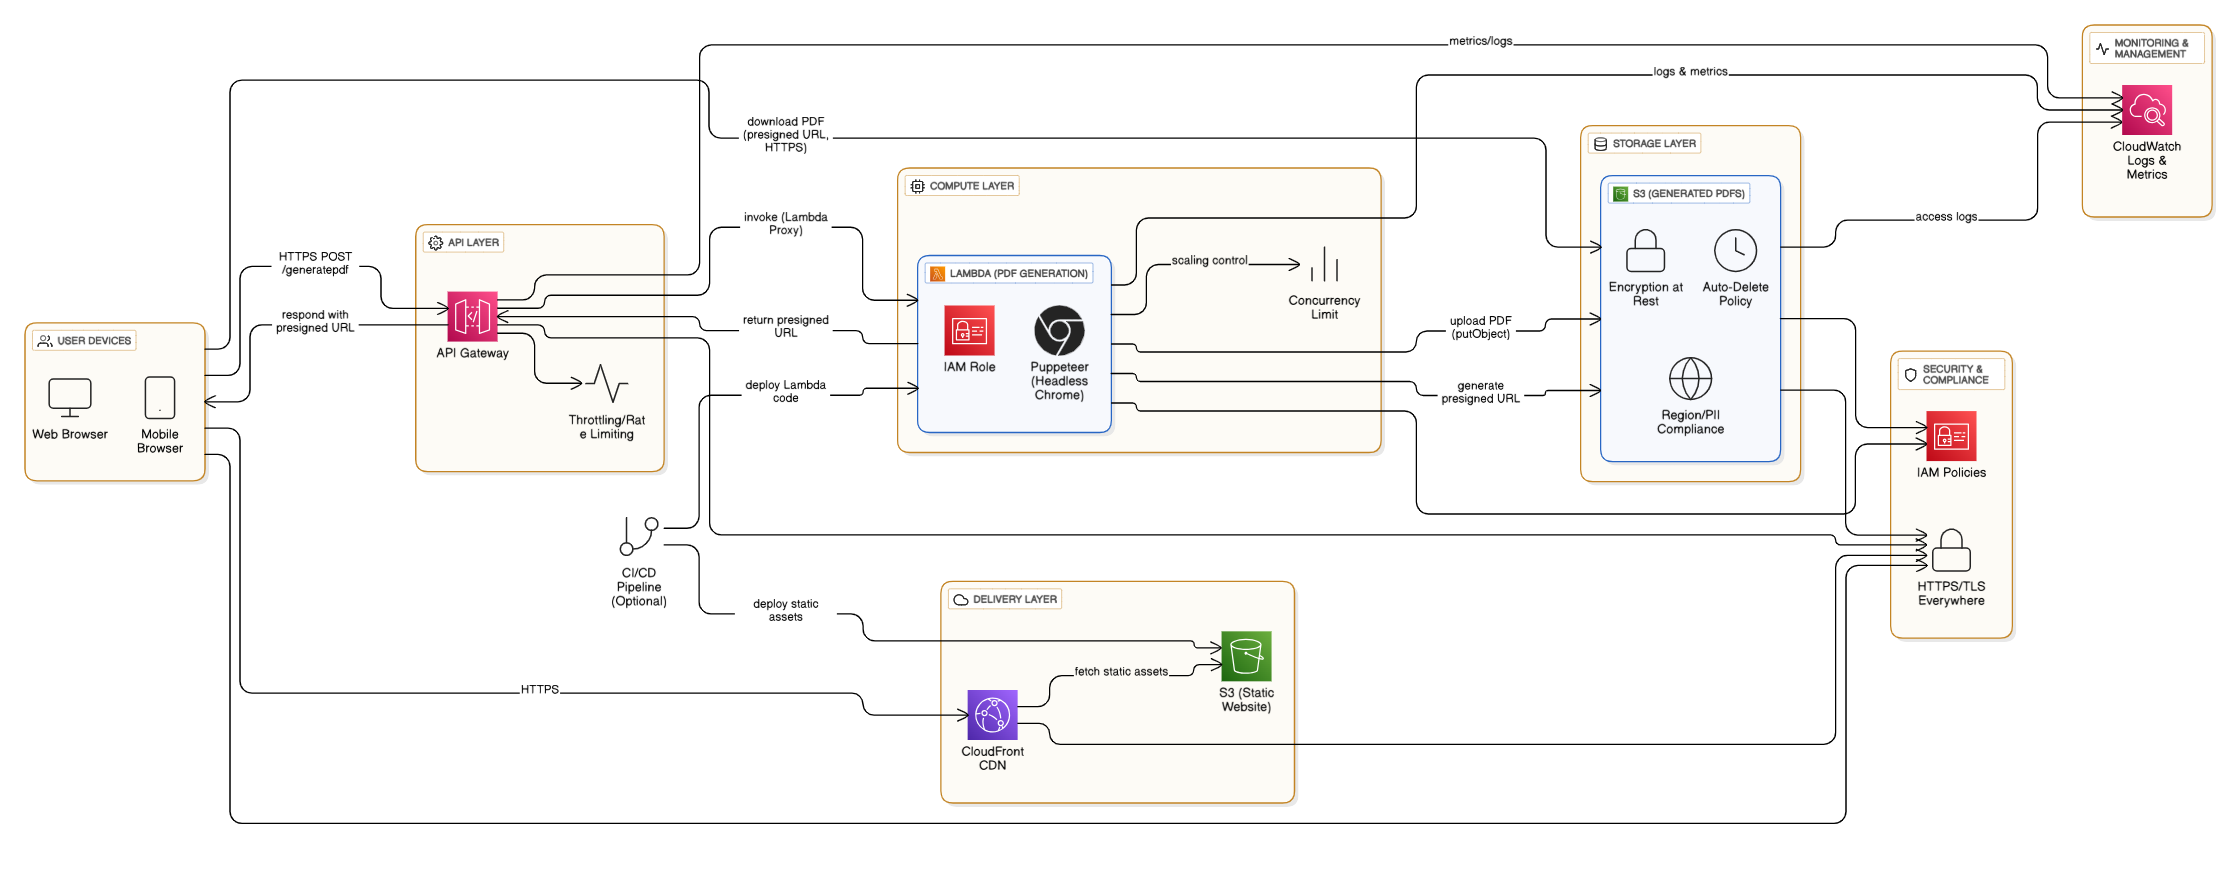 metrics/logs
MONITORING &
MANAGEMENT
logs & metrics
CloudWatch
Logs &
Metrics
download PDF
(presigned URL,
HTTPS)
STORAGE LAYER
S3 (GENERATED PDFS)
Encryption at
Rest
Auto-Delete
Policy
Region/PII
Compliance
access logs
COMPUTE LAYER
invoke (Lambda
Proxy)
LAMBDA (PDF GENERATION)
IAM Role
Puppeteer
(Headless
Chrome)
scaling control
Concurrency
Limit
API LAYER
HTTPS POST
/generatepdf
respond with
presigned URL
API Gateway
Throttling/Rat
e Limiting
return presigned
URL
deploy Lambda
code
upload PDF
(putObject)
generate
presigned URL
USER DEVICES
Web Browser
Mobile
Browser
SECURITY &
COMPLIANCE
IAM Policies
HTTPS/TLS
Everywhere
CI/CD
Pipeline
(Optional)
deploy static
assets
DELIVERY LAYER
fetch static assets
S3 (Static
Website)
HTTPS
CloudFront
CDN